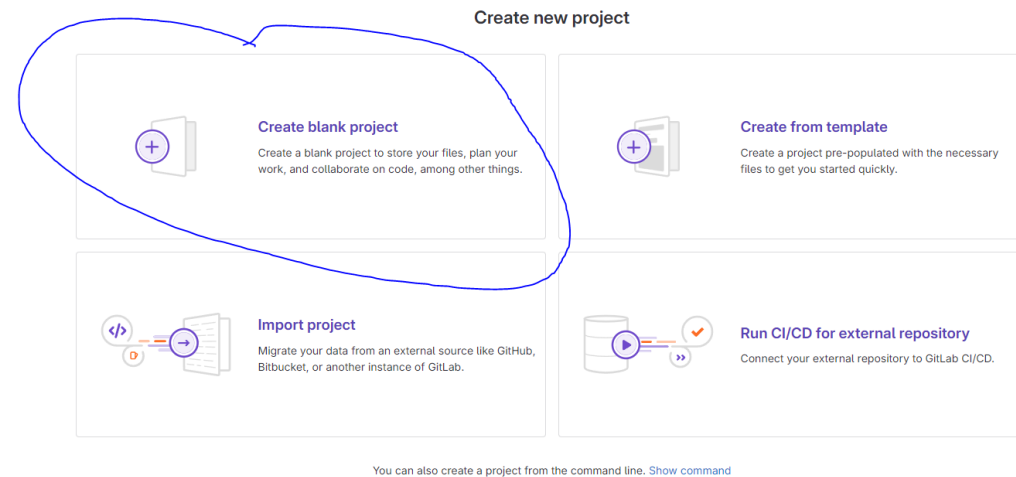 Create new project
Create blank project
Create a blank project to store your files, plan your
work, and collaborate on code, among other things.
Create from template
Create a project pre-populated with the necessary
files to get you started quickly.
Import project
Migrate your data from an external source like GitHub,
Bitbucket, or another instance of GitLab.
Run CI/CD for external repository
Connect your external repository to GitLab CI/CD.
You can also create a project from the command line. Show command